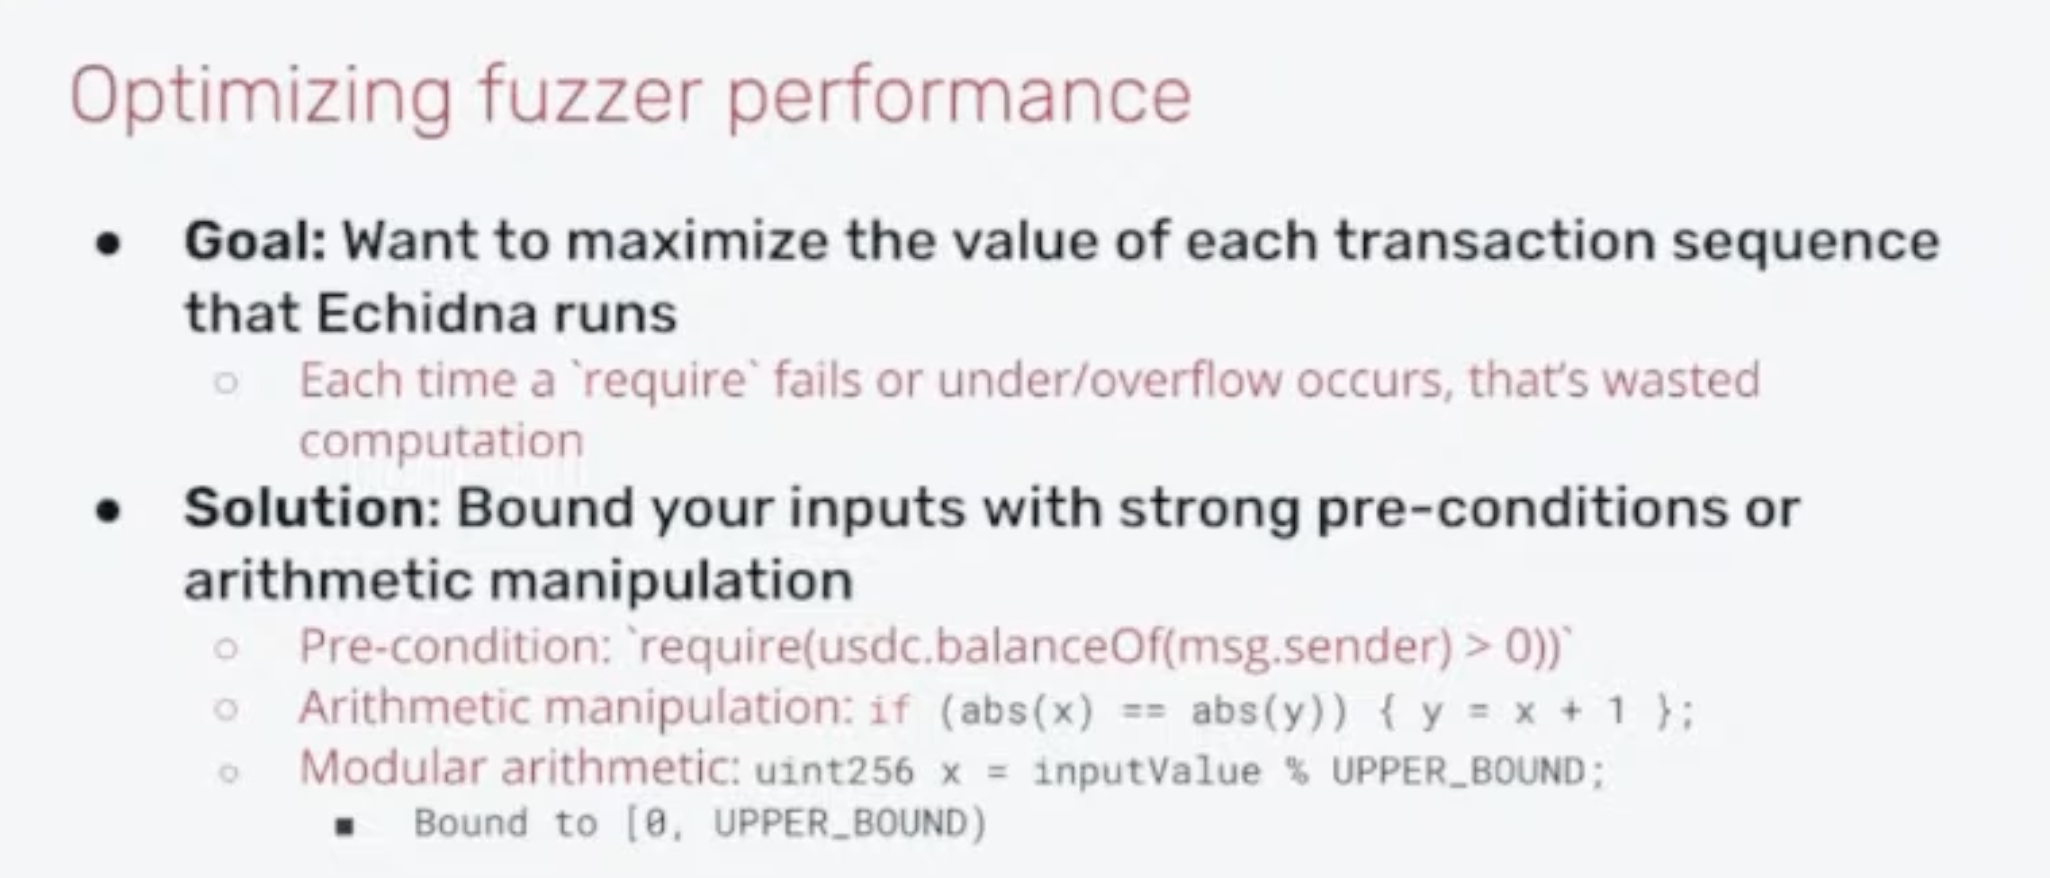 Optimizing fuzzer performance
● Goal: Want to maximize the value of each transaction sequence
that Echidna runs
○ Each time a `require` fails or under/overflow occurs, that's wasted
computation
● Solution: Bound your inputs with strong pre-conditions or
arithmetic manipulation
○ Pre-condition: `require(usdc.balanceOf(msg.sender) > 0))`
○ Arithmetic manipulation: if (abs(x) == abs(y)) { y = x + 1 };
○ Modular arithmetic: uint256 x = inputValue % UPPER_BOUND;
■ Bound to [0, UPPER_BOUND)